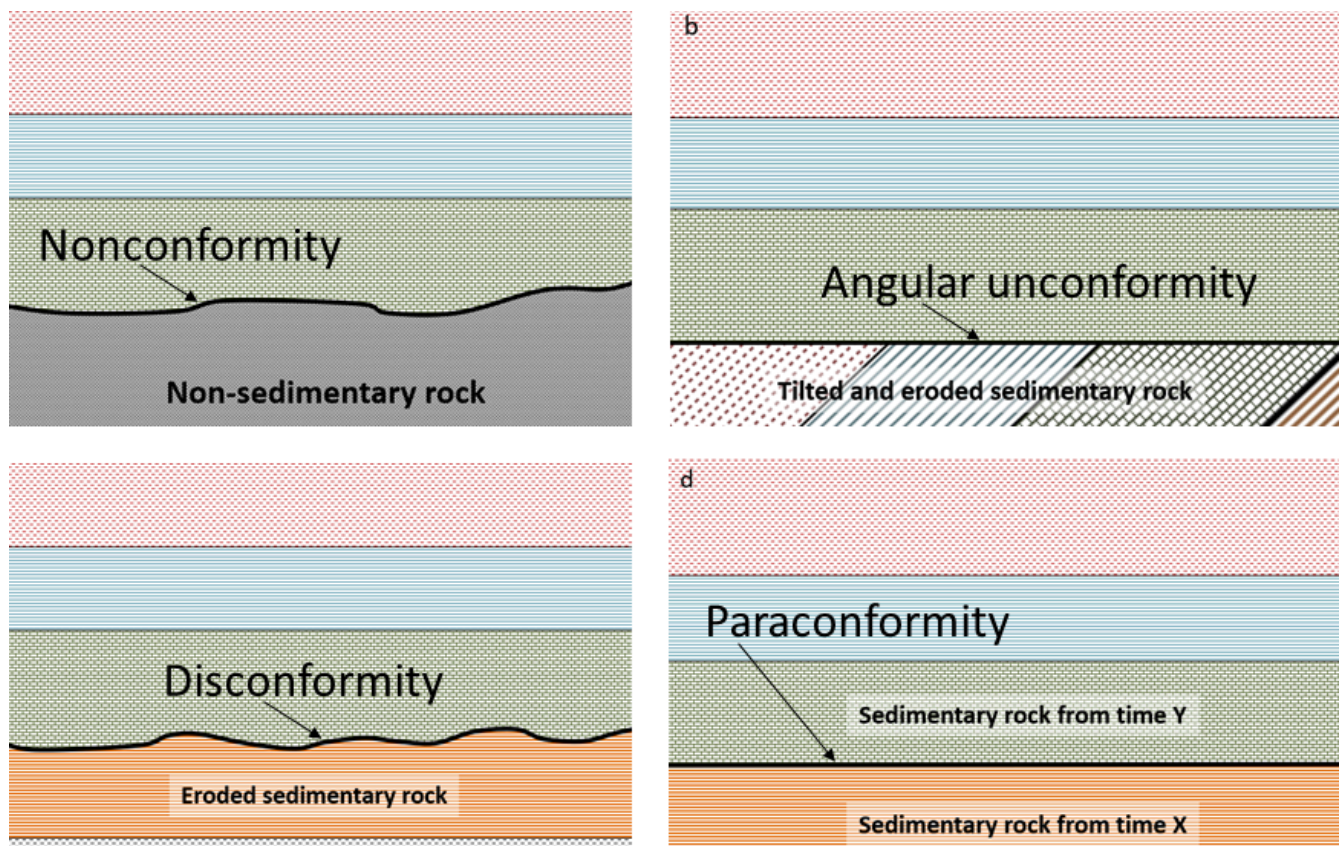 Nonconformity
Non-sedimentary rock
b
Angular unconformity
Tilted and eroded sedimentary rock
Disconformity
Eroded sedimentary rock
d
Paraconformity
Sedimentary rock from time Y
Sedimentary rock from time X